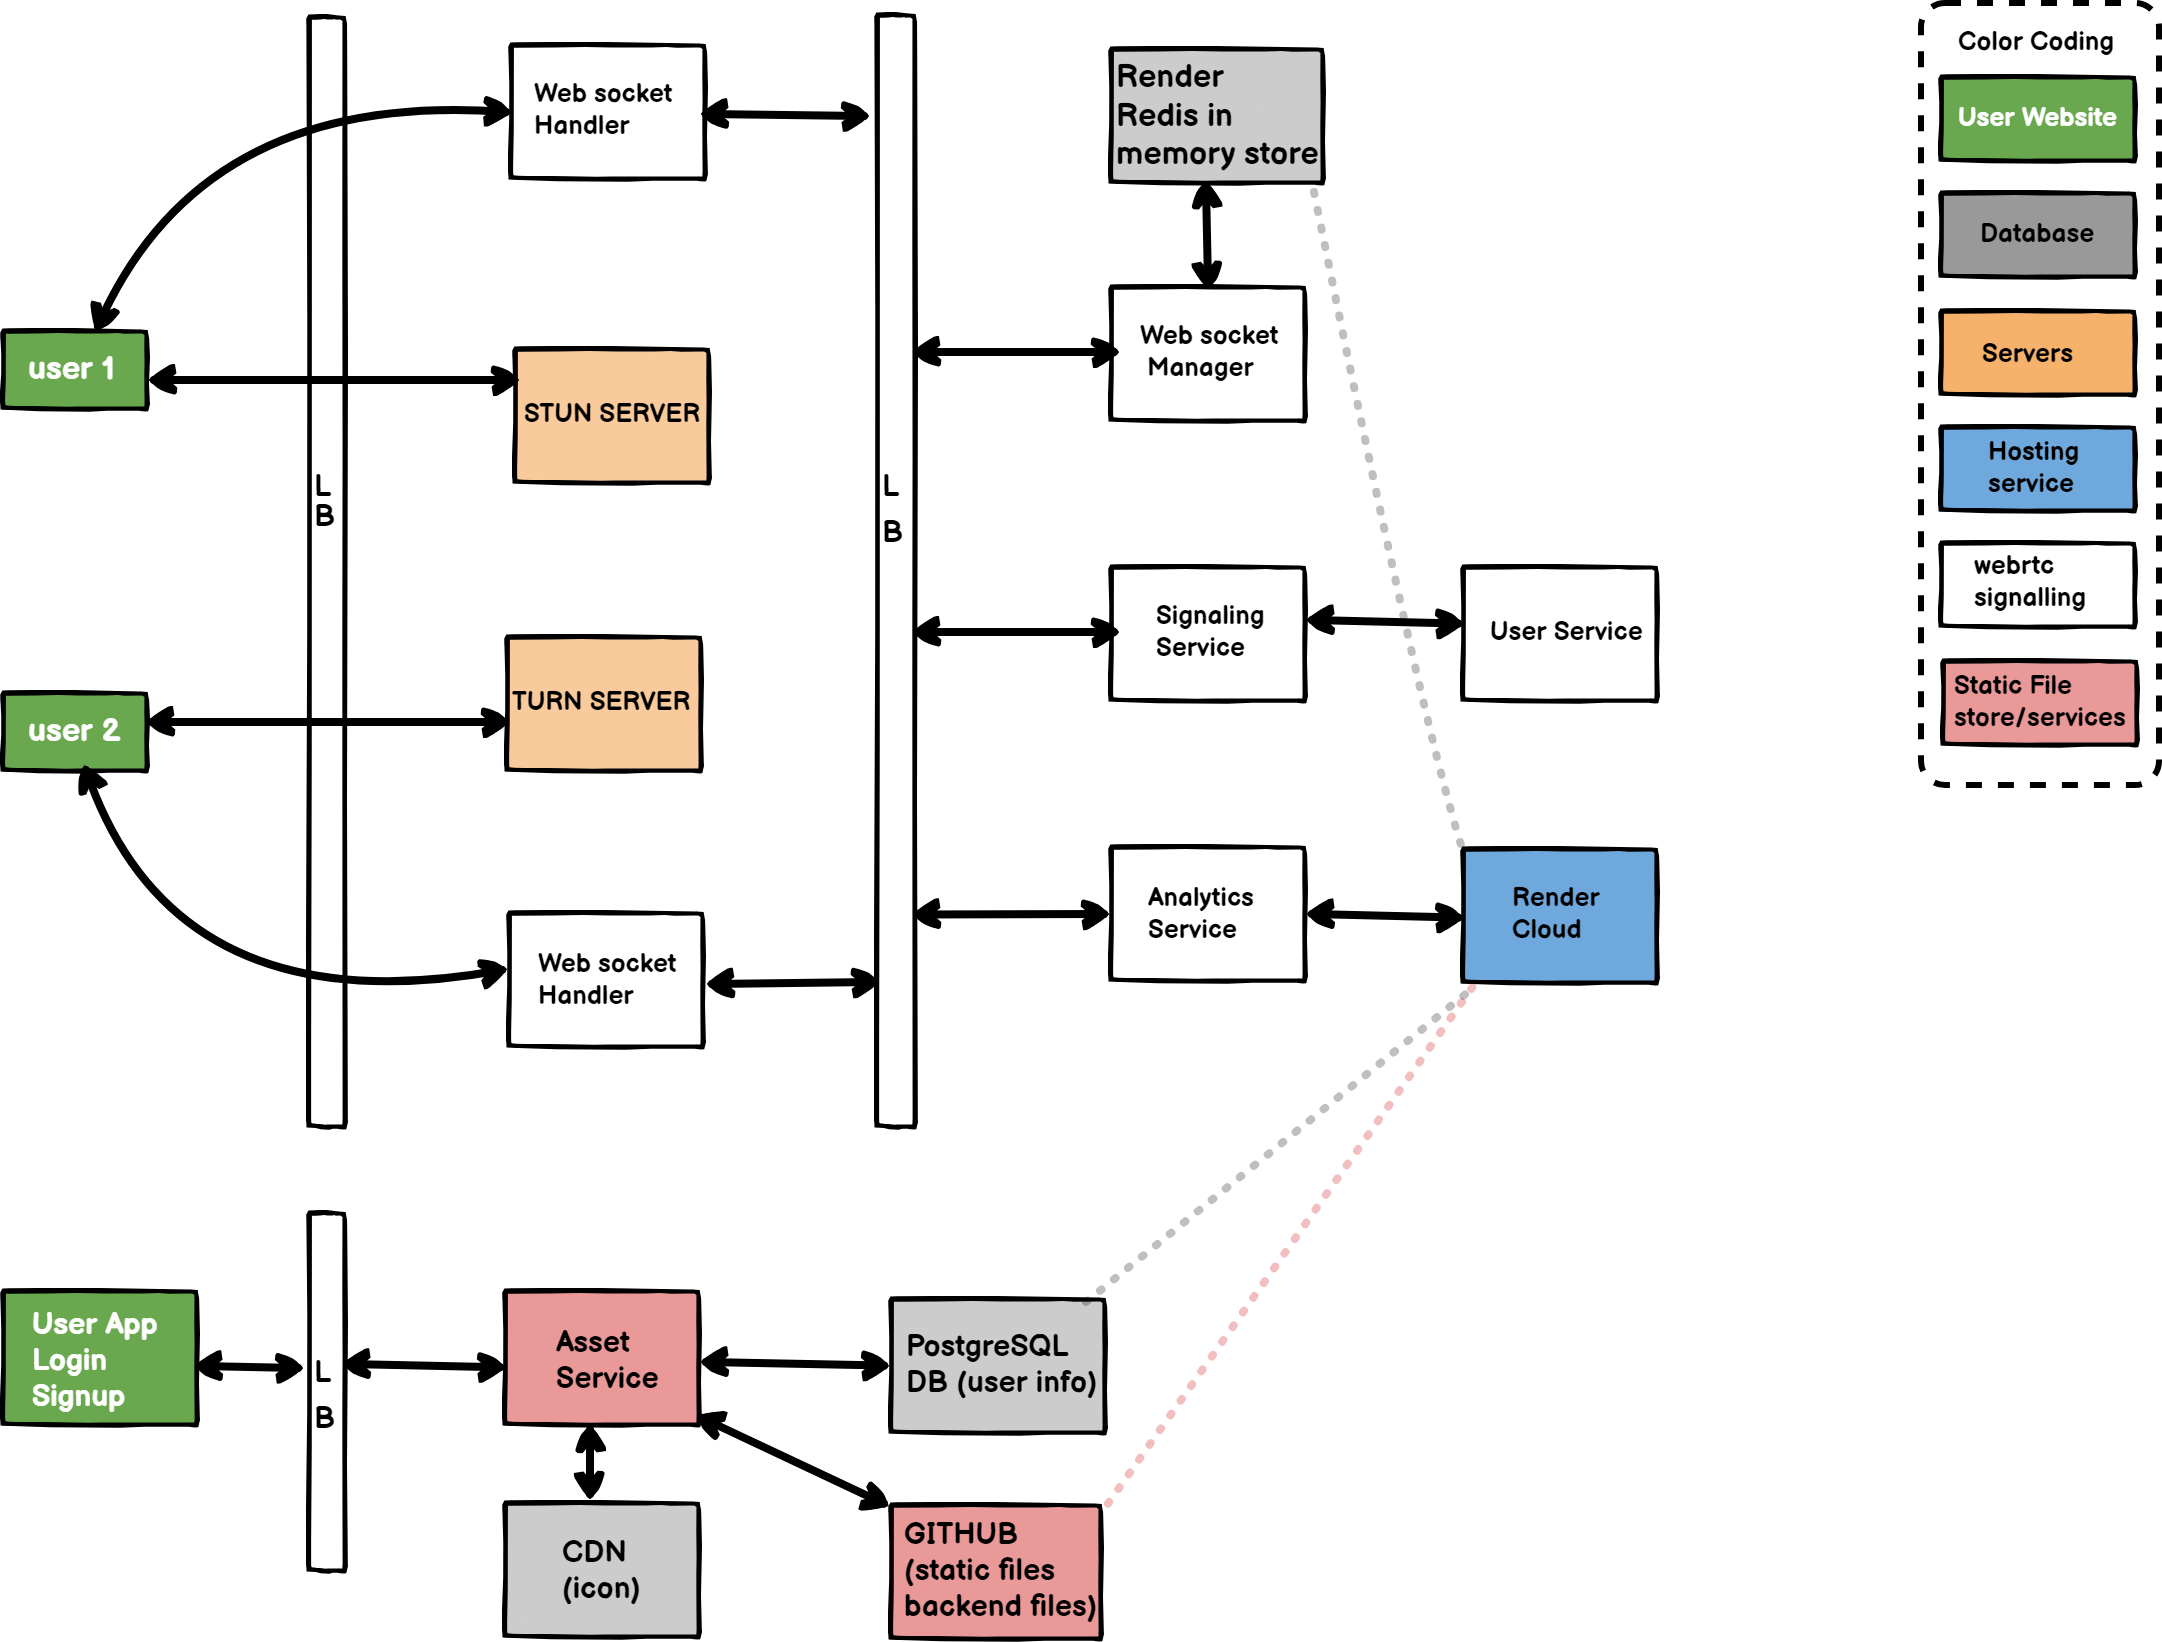 Web socket
Handler
Render
Redis in
memory store
user 1
STUN SERVER
L
B
L
B
Web socket
Manager
Signaling
Service
User Service
user 2
TURN SERVER
Web socket
Handler
Analytics
Service
Render
Cloud
User App
Login
Signup
L
B
Asset
Service
PostgreSQL
DB (user info)
CDN
(icon)
GITHUB
(static files
backend files)
Color Coding
User Website
Database
Servers
Hosting
service
webrtc
signalling
Static File
store/services